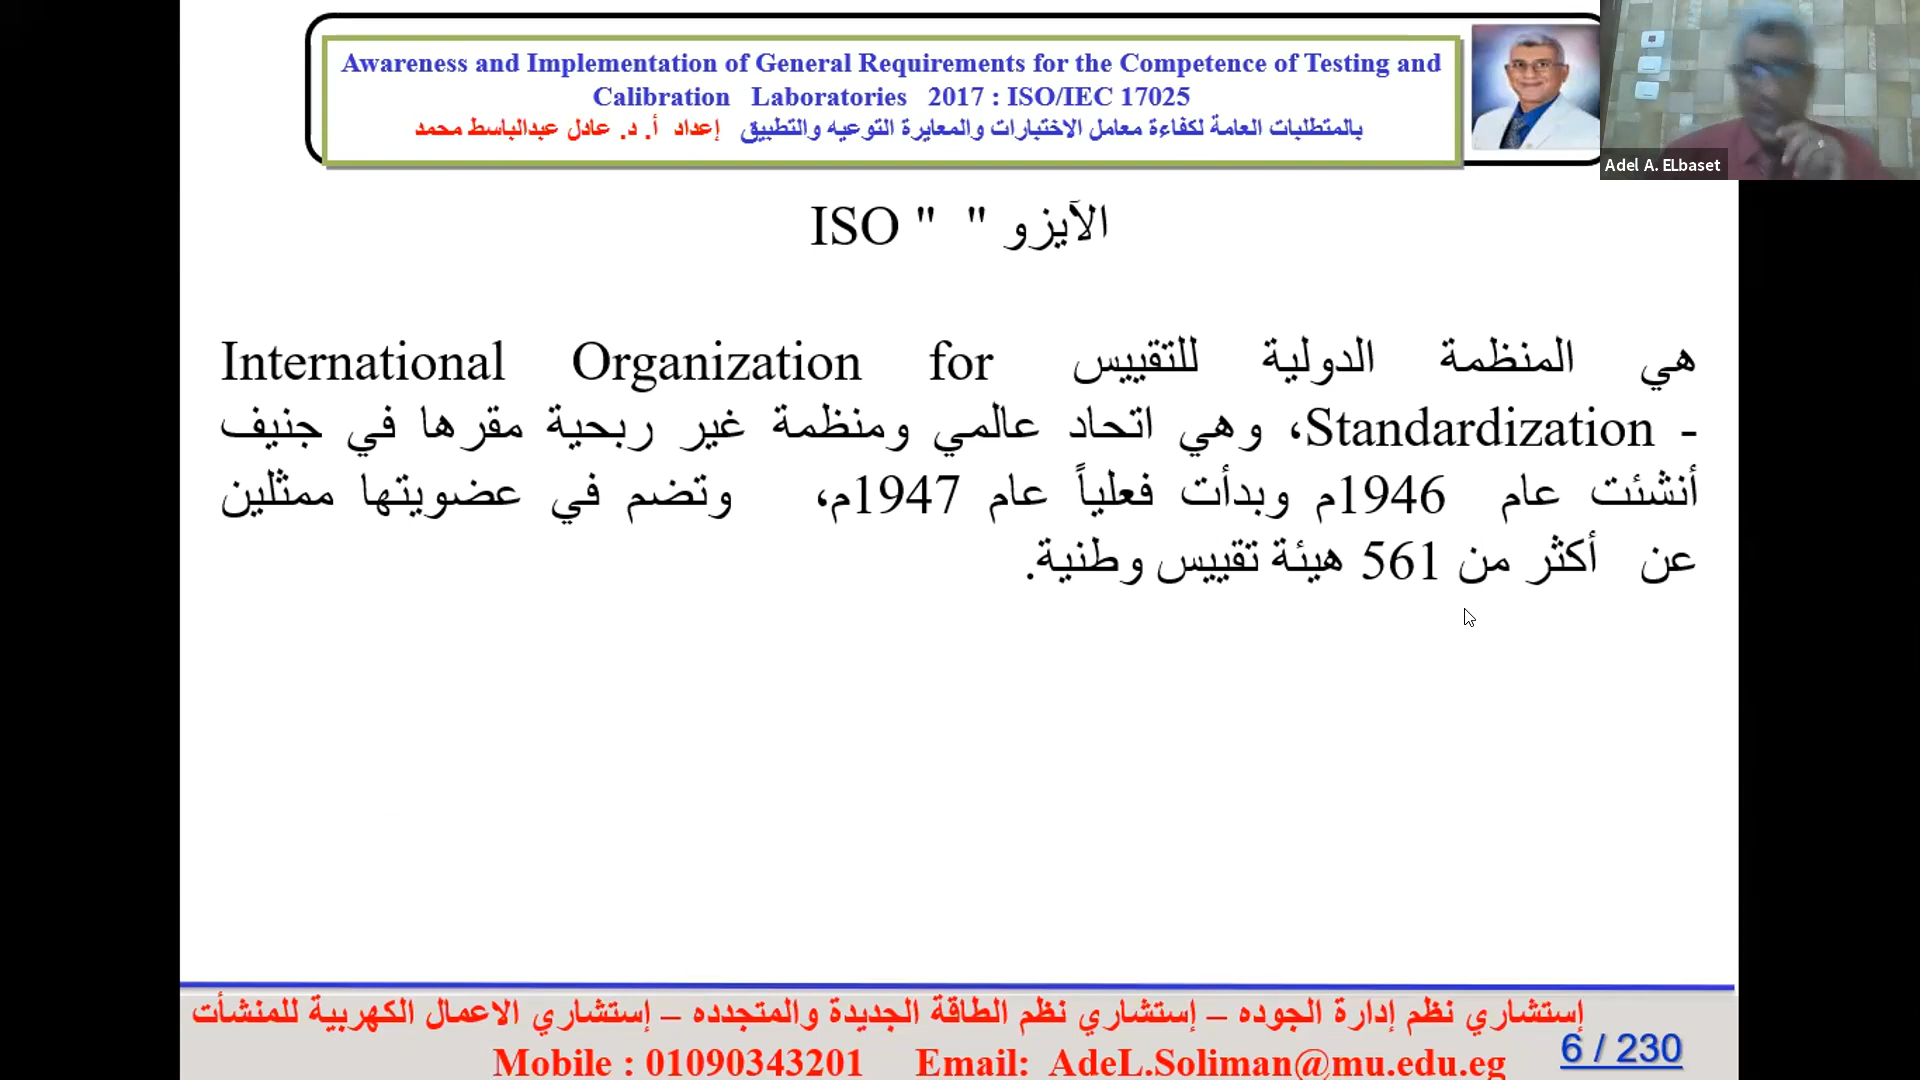 Awareness and Implementation of General Requirements for the Competence of Testing and
Calibration Laboratories 2017 : ISO/IEC 17025
بالمتطلبات العامة لكفاءة معامل الاختبارات والمعايرة التوعيه والتطبيق إعداد أ. د. عادل عبدالباسط محمد
Adel A. ELbaset
الآيزو " " ISO
هي المنظمة الدولية للتقييس International Organization for
- Standardization، وهي اتحاد عالمي ومنظمة غير ربحية مقرها في جنيف
أنشئت عام 1946م وبدأت فعلياً عام 1947م، وتضم في عضويتها ممثلين
عن أكثر من 561 هيئة تقييس وطنية.
إستشاري نظم إدارة الجوده – إستشاري نظم الطاقة الجديدة والمتجدده – إستشاري الاعمال الكهربية للمنشأت
Mobile : 01090343201 Email: AdeL.Soliman@mu.edu.eg
6 / 230